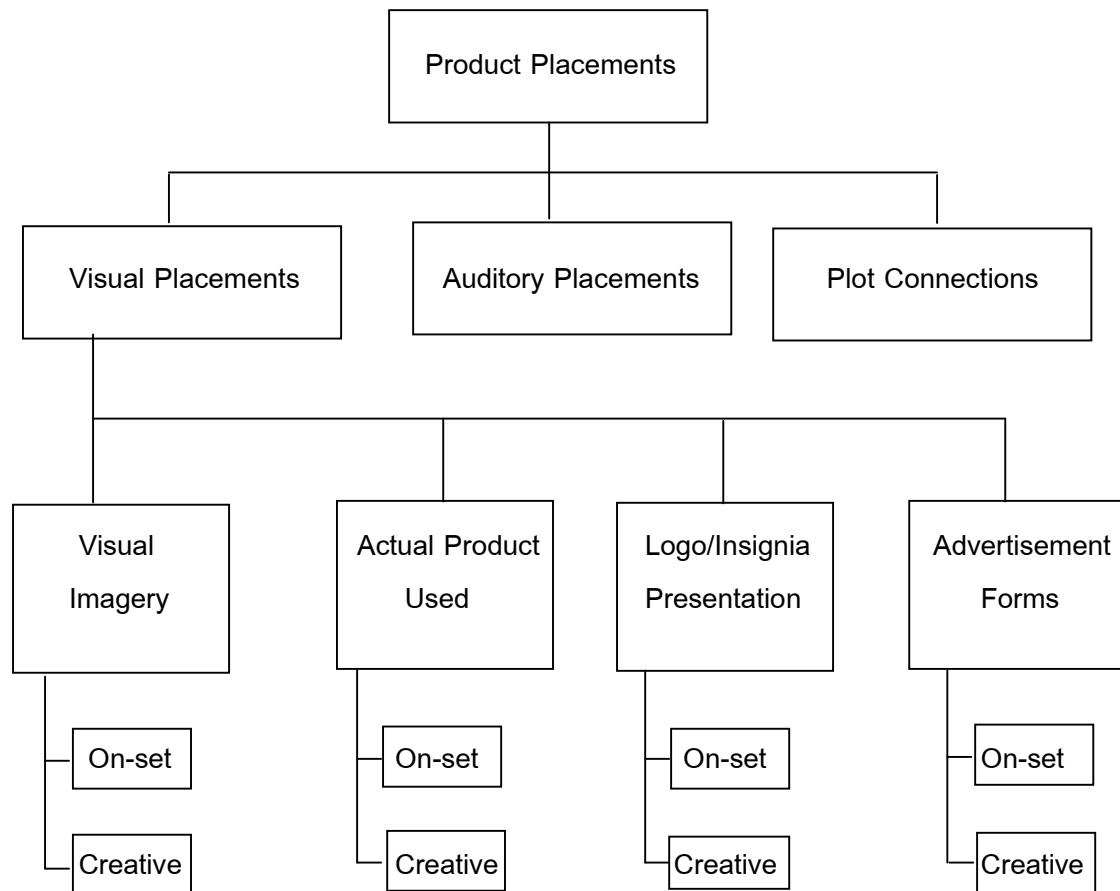 Product Placements
Visual Placements
Auditory Placements
Plot Connections
Visual
Imagery
Actual Product
Used
Logo/Insignia
Presentation
Advertisement
Forms
On-set
On-set
On-set
On-set
Creative
Creative
Creative
Creative